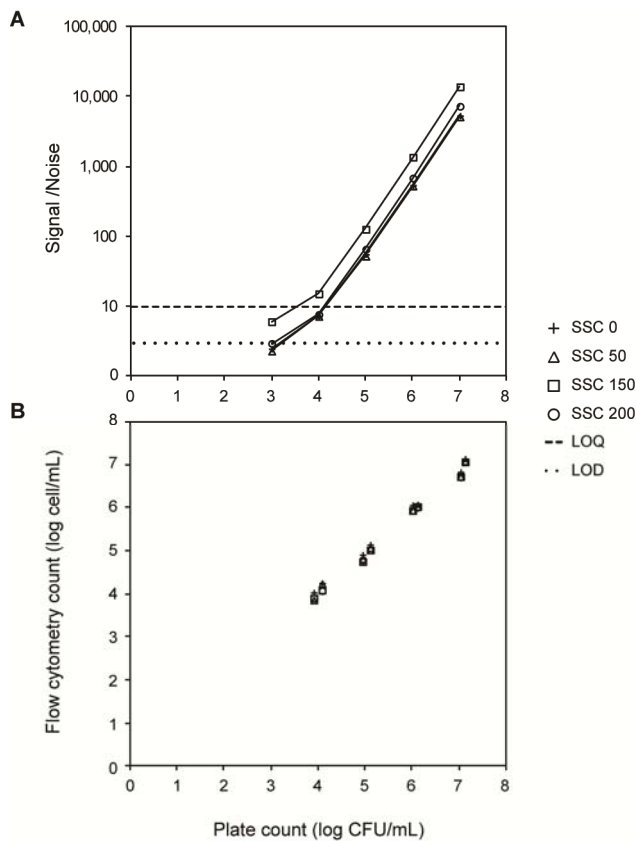 A
100,000
10,000
1,000
100
10
0
Signal /Noise
0 1 2 3 4 5 6 7 8
+ SSC 0
△ SSC 50
□ SSC 150
○ SSC 200
LOQ
LOD
B
8
7
6
5
4
3
2
1
0
Flow cytometry count (log cell/mL)
0 1 2 3 4 5 6 7 8
Plate count (log CFU/mL)